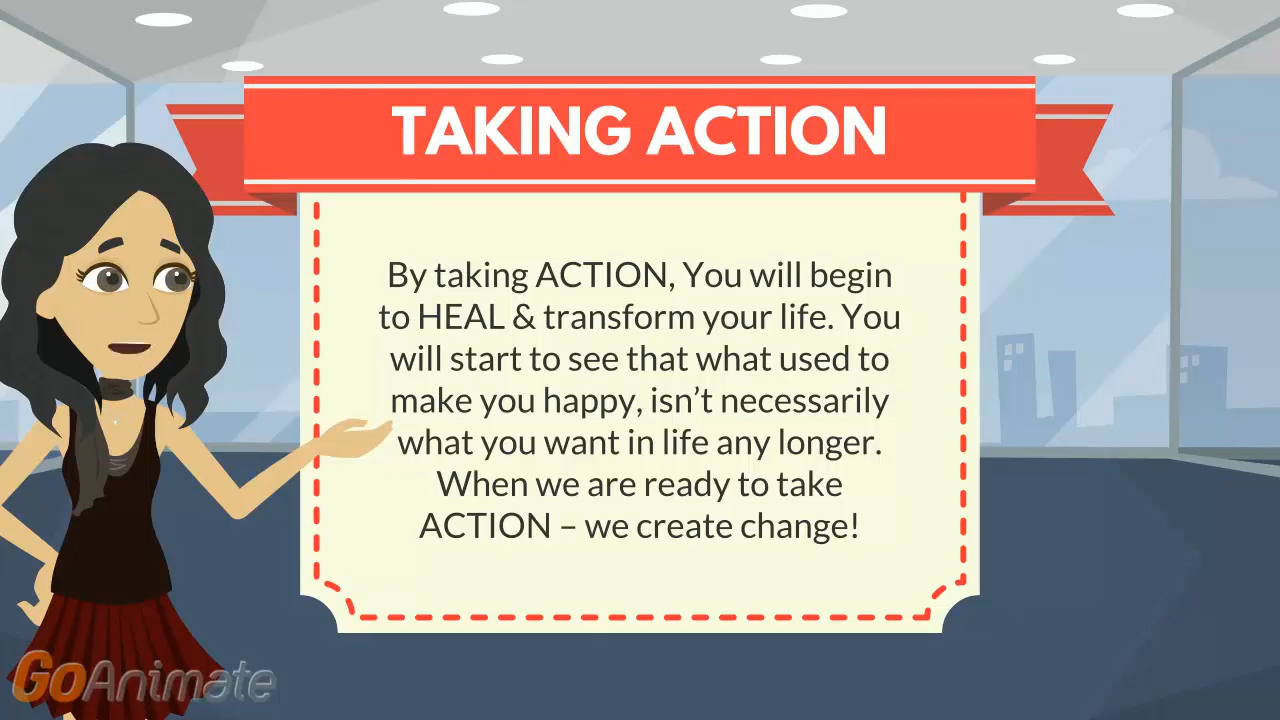 TAKING ACTION
By taking ACTION, You will begin
to HEAL & transform your life. You
will start to see that what used to
make you happy, isn’t necessarily
what you want in life any longer.
When we are ready to take
ACTION – we create change!
GoAnimate